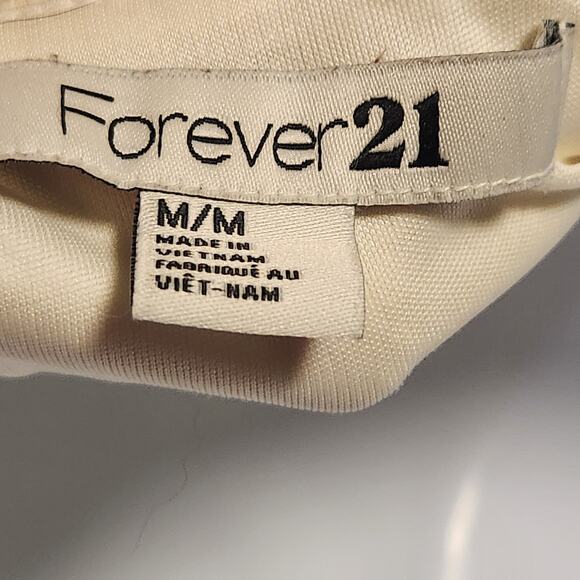 Forever21
M/M
MADE IN
VIETNAM
FABRIQUÉ AU
VIÊT-NAM